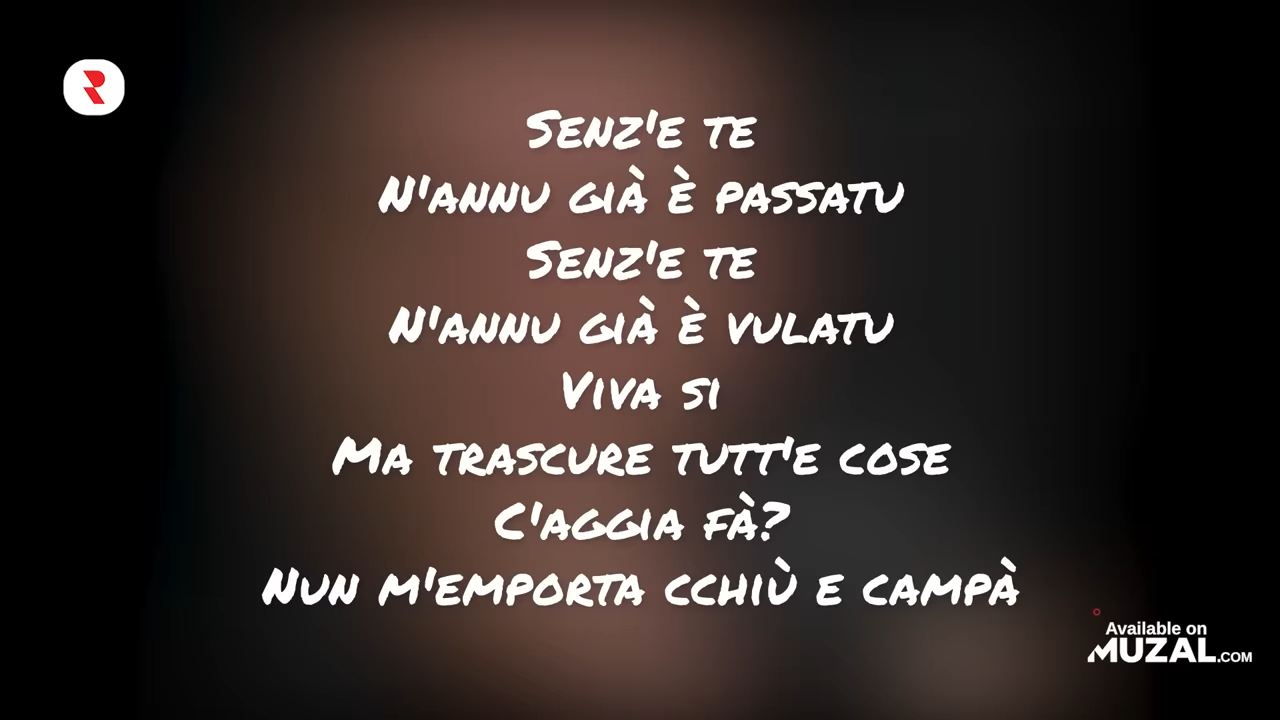 Senz'e te
N'annu già è passatu
Senz'e te
N'annu già è vulatu
Viva si
Ma trascure tutt'e cose
C'aggia fà?
Nun m'emporta cchiù e campà
Available on
MUZAL.COM